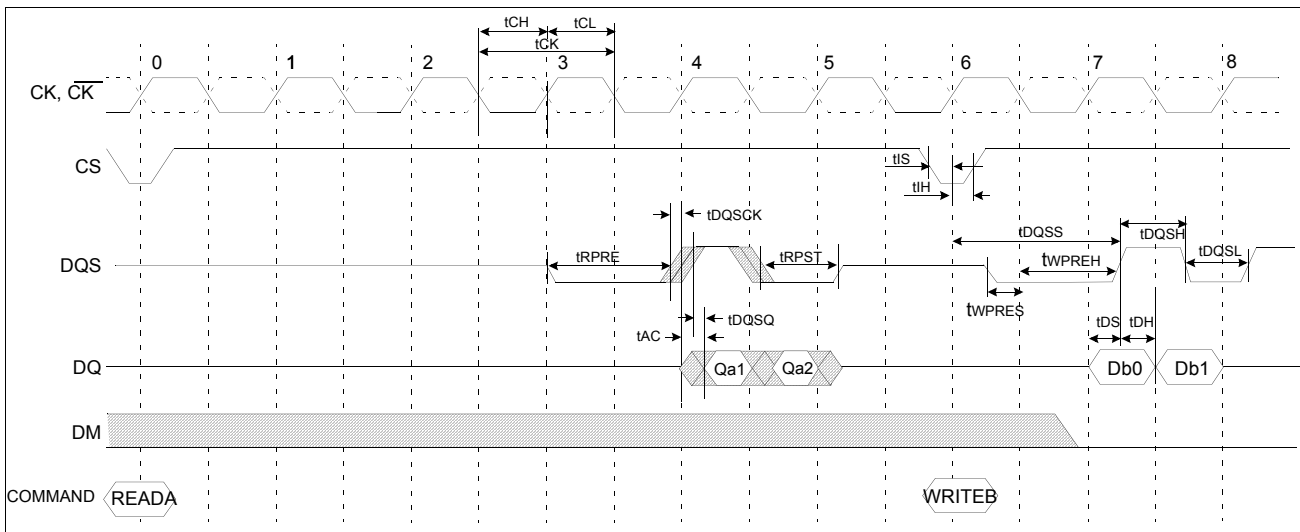 tCH tCL
tCK
0 1 2 3 4 5 6 7 8
CK, CK
CS
tIS
tIH
tDQSCK
tDQSS tDQSH
DQS
tRPRE tRPST
tWPREH tDQSL
tWPRES
tDQSQ
tAC
tDS tDH
DQ
Qa1 Qa2 Db0 Db1
DM
COMMAND READA WRITEB